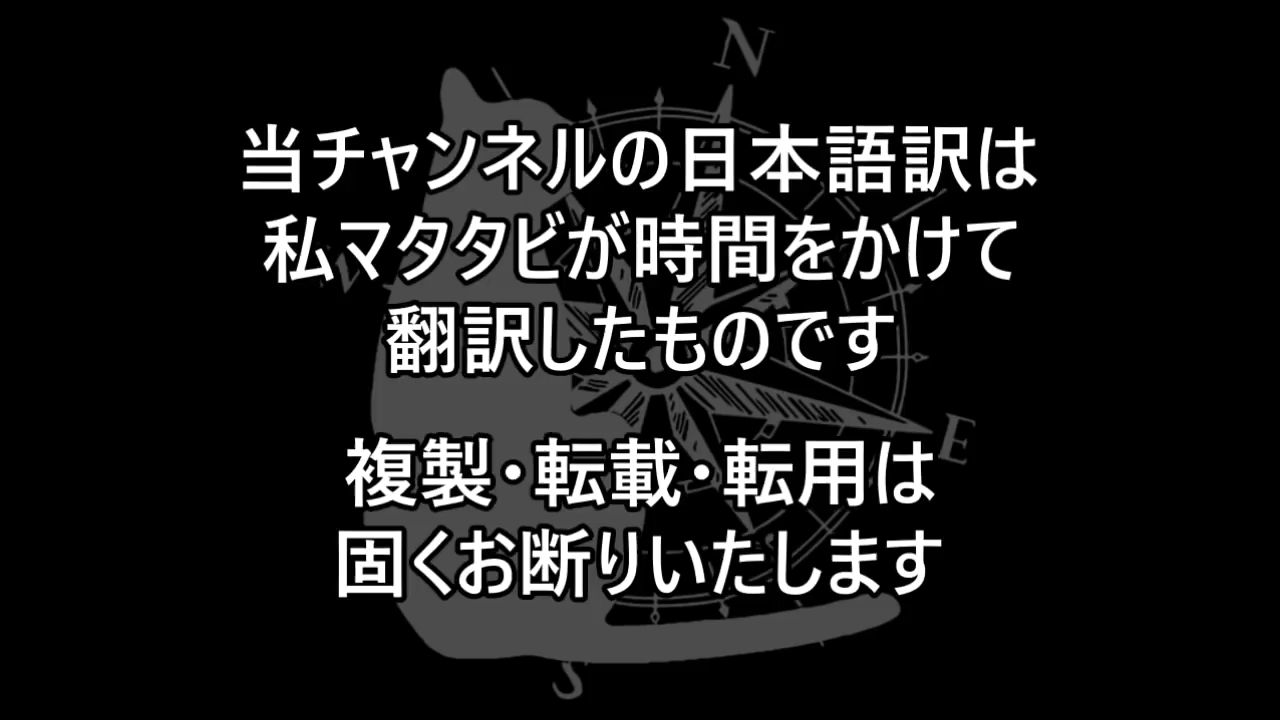 N
当チャンネルの日本語訳は
私マタタビが時間をかけて
翻訳したものです
E
複製・転載・転用は
固くお断りいたします
S